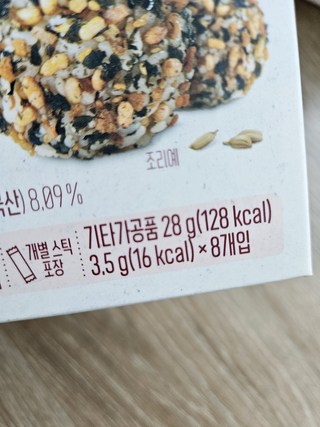 조리예
산) 8.09%
개별 스틱
포장
기타가공품 28 g(128 kcal)
3.5 g(16 kcal) × 8개입